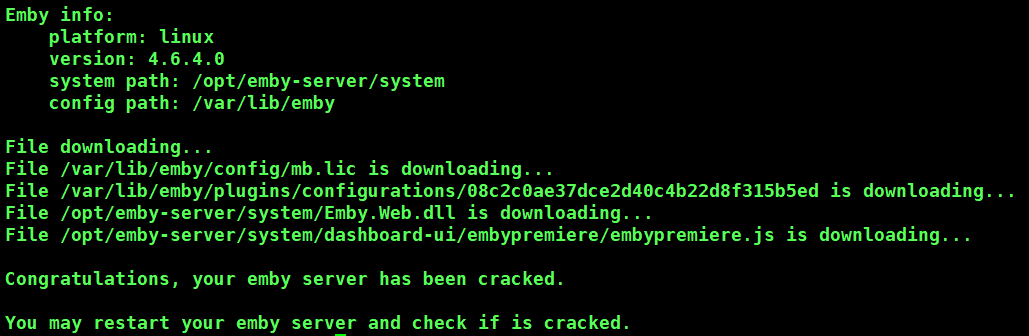 Emby info:
platform: linux
version: 4.6.4.0
system path: /opt/emby-server/system
config path: /var/lib/emby
File downloading...
File /var/lib/emby/config/mb.lic is downloading...
File /var/lib/emby/plugins/configurations/08c2c0ae37dce2d40c4b22d8f315b5ed is downloading...
File /opt/emby-server/system/Emby.Web.dll is downloading...
File /opt/emby-server/system/dashboard-ui/embypremiere/embypremiere.js is downloading...
Congratulations, your emby server has been cracked.
You may restart your emby server and check if is cracked.